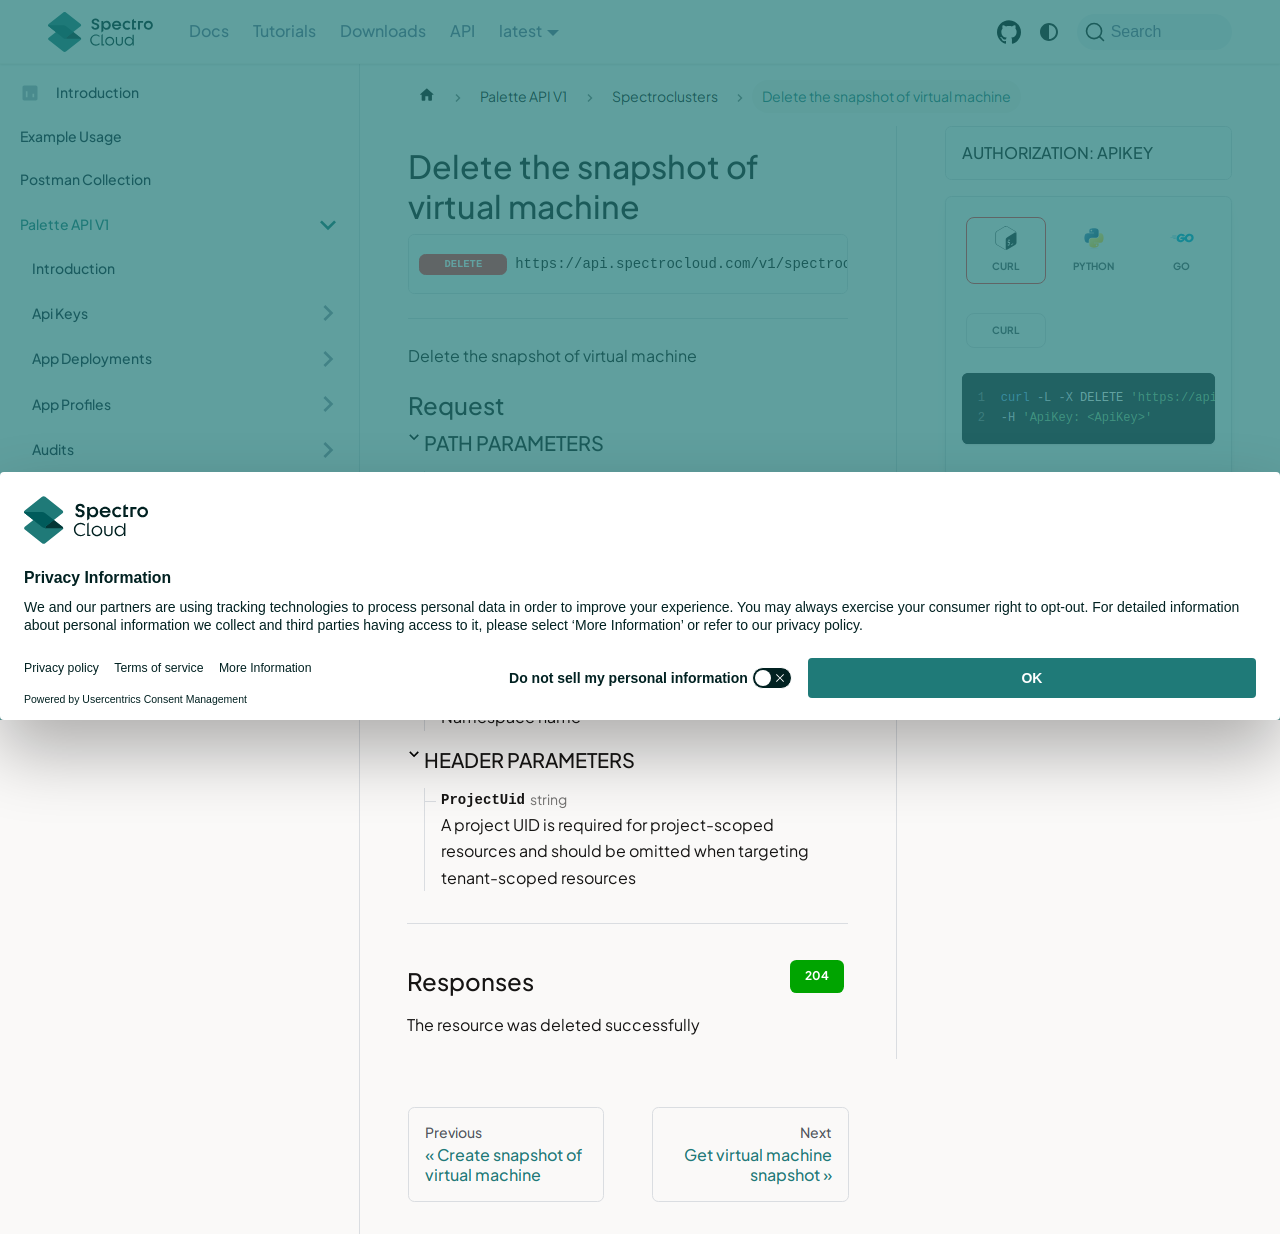 Spectro Cloud
Docs
Tutorials
Downloads
API
latest
Search
Introduction
Example Usage
Postman Collection
Palette API V1
Introduction
Api Keys
App Deployments
App Profiles
Audits
Palette API V1
Spectroclusters
Delete the snapshot of virtual machine
Delete the snapshot of
virtual machine
DELETE
https://api.spectrocloud.com/v1/spectroc
Delete the snapshot of virtual machine
Request
PATH PARAMETERS
AUTHORIZATION: APIKEY
CURL
PYTHON
GO
CURL
1 curl -L -X DELETE 'https://api
2 -H 'ApiKey: <ApiKey>'
Spectro
Cloud
Privacy Information
We and our partners are using tracking technologies to process personal data in order to improve your experience. You may always exercise your consumer right to opt-out. For detailed information
about personal information we collect and third parties having access to it, please select ‘More Information’ or refer to our privacy policy.
Privacy policy
Terms of service
More Information
Do not sell my personal information
OK
Powered by Usercentrics Consent Management
Namespace name
HEADER PARAMETERS
ProjectUid string
A project UID is required for project-scoped
resources and should be omitted when targeting
tenant-scoped resources
Responses
204
The resource was deleted successfully
Previous
« Create snapshot of
virtual machine
Next
Get virtual machine
snapshot »